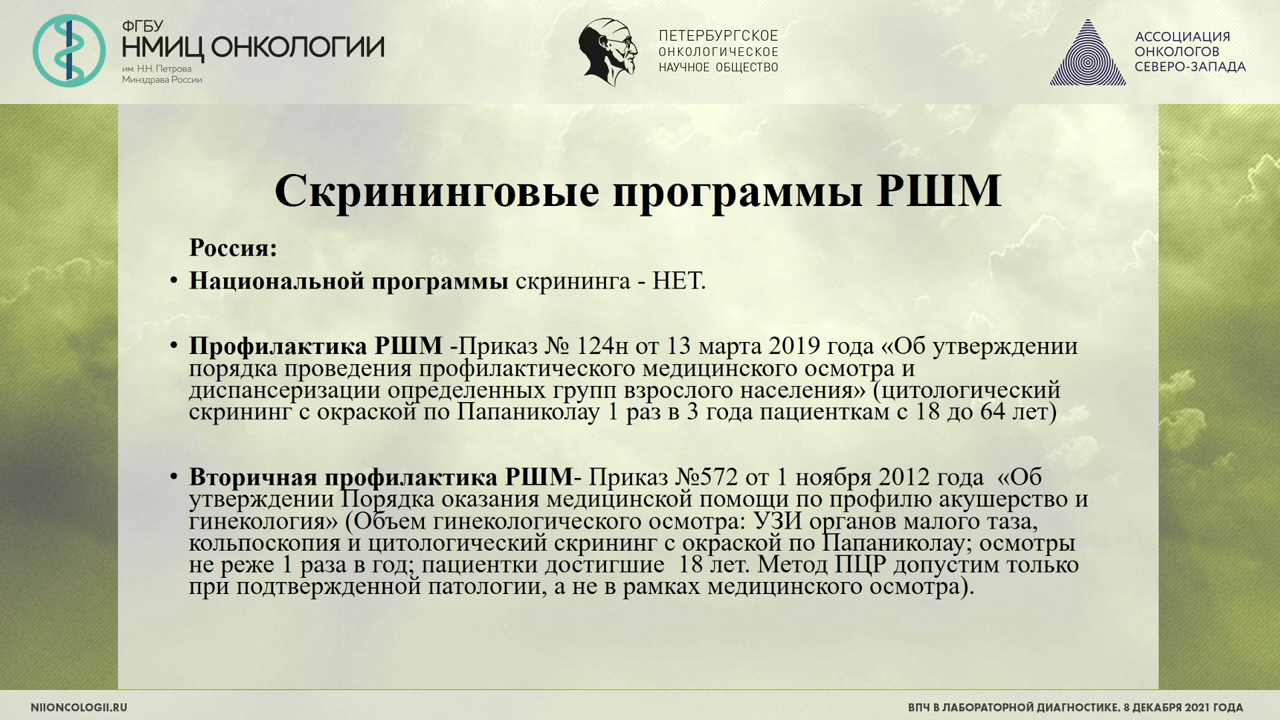 ФГБУ
НМИЦ ОНКОЛОГИИ
им. Н.Н. Петрова
Минздрава России
ПЕТЕРБУРГСКОЕ
ОНКОЛОГИЧЕСКОЕ
НАУЧНОЕ ОБЩЕСТВО
АССОЦИАЦИЯ
ОНКОЛОГОВ
СЕВЕРО-ЗАПАДА
Скрининговые программы РШМ
Россия:
• Национальной программы скрининга - НЕТ.
• Профилактика РШМ -Приказ № 124н от 13 марта 2019 года «Об утверждении
порядка проведения профилактического медицинского осмотра и
диспансеризации определенных групп взрослого населения» (цитологический
скрининг с окраской по Папаниколау 1 раз в 3 года пациенткам с 18 до 64 лет)
• Вторичная профилактика РШМ- Приказ №572 от 1 ноября 2012 года «Об
утверждении Порядка оказания медицинской помощи по профилю акушерство и
гинекология» (Объем гинекологического осмотра: УЗИ органов малого таза,
кольпоскопия и цитологический скрининг с окраской по Папаниколау; осмотры
не реже 1 раза в год; пациентки достигшие 18 лет. Метод ПЦР допустим только
при подтвержденной патологии, а не в рамках медицинского осмотра).
NIIONCOLOGII.RU
ВПЧ В ЛАБОРАТОРНОЙ ДИАГНОСТИКЕ. 8 ДЕКАБРЯ 2021 ГОДА